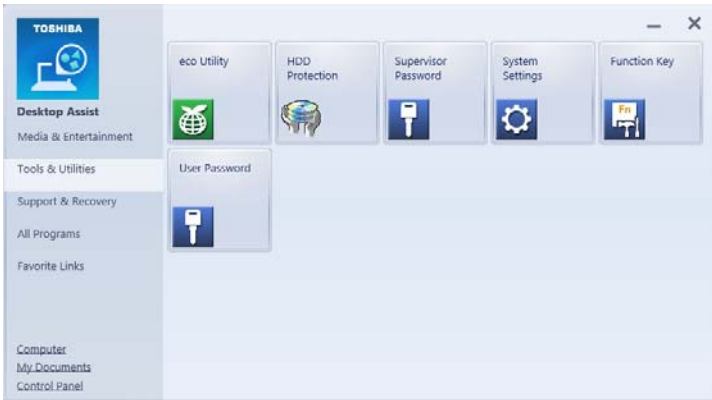 TOSHIBA
Desktop Assist
Media & Entertainment
Tools & Utilities
Support & Recovery
All Programs
Favorite Links
Computer
My Documents
Control Panel
eco Utility
HDD
Protection
Supervisor
Password
System
Settings
Function Key
Fn
User Password